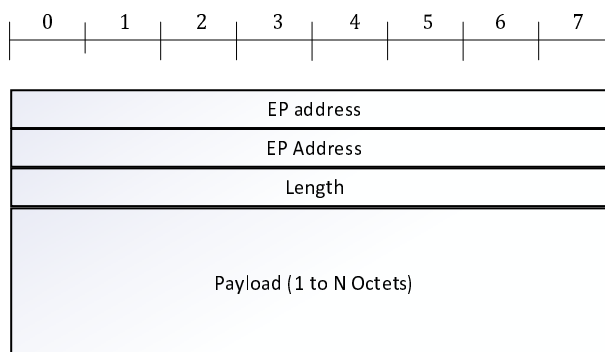 0 1 2 3 4 5 6 7
EP address
EP Address
Length
Payload (1 to N Octets)